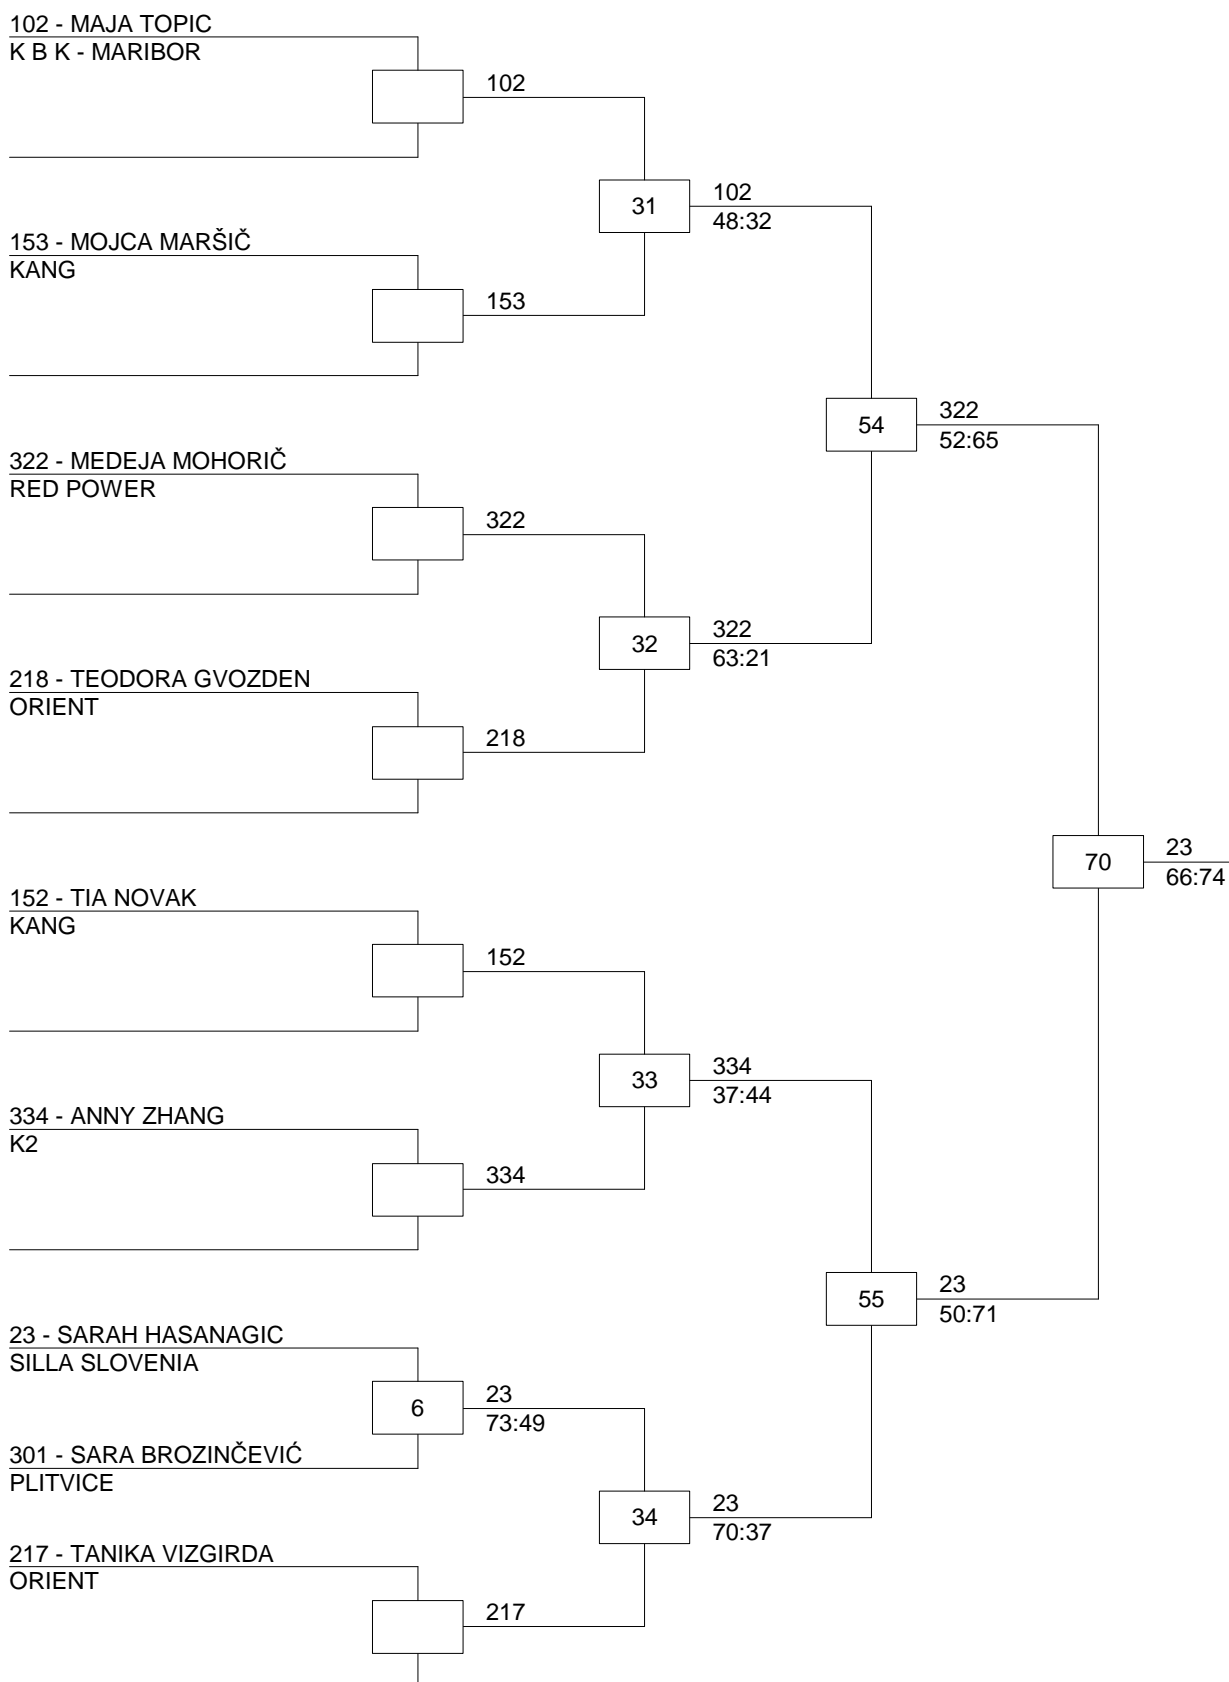 102 - MAJA TOPIC
K B K - MARIBOR
102
31
102
48:32
153 - MOJCA MARŠIČ
KANG
153
54
322
52:65
322 - MEDEJA MOHORIČ
RED POWER
322
32
322
63:21
218 - TEODORA GVOZDEN
ORIENT
218
70
23
66:74
152 - TIA NOVAK
KANG
152
33
334
37:44
334 - ANNY ZHANG
K2
334
55
23
50:71
23 - SARAH HASANAGIC
SILLA SLOVENIA
6
23
73:49
301 - SARA BROZINČEVIĆ
PLITVICE
34
23
70:37
217 - TANIKA VIZGIRDA
ORIENT
217